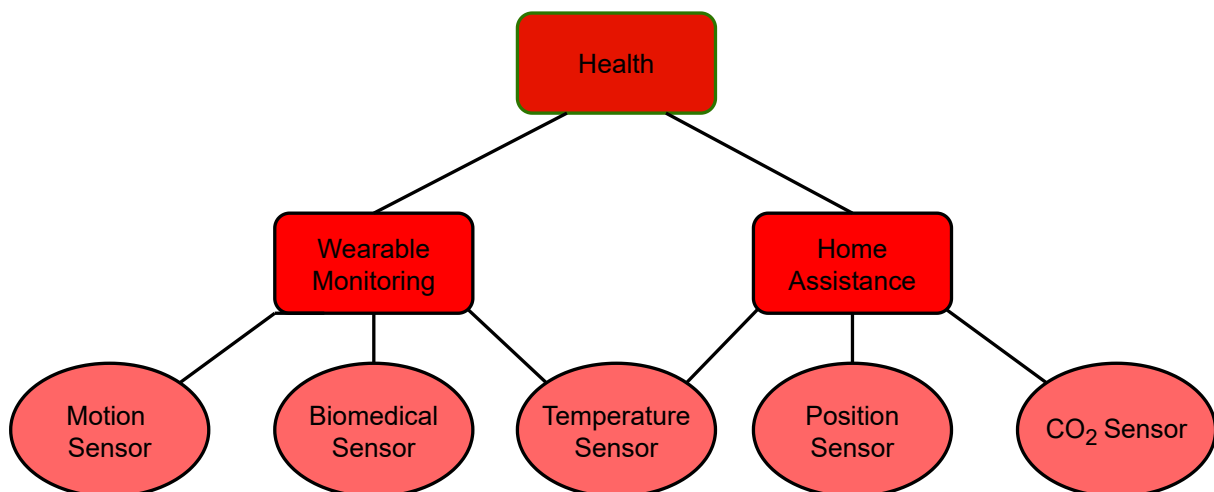 Health
Wearable
Monitoring
Home
Assistance
Motion
Sensor
Biomedical
Sensor
Temperature
Sensor
Position
Sensor
CO₂ Sensor